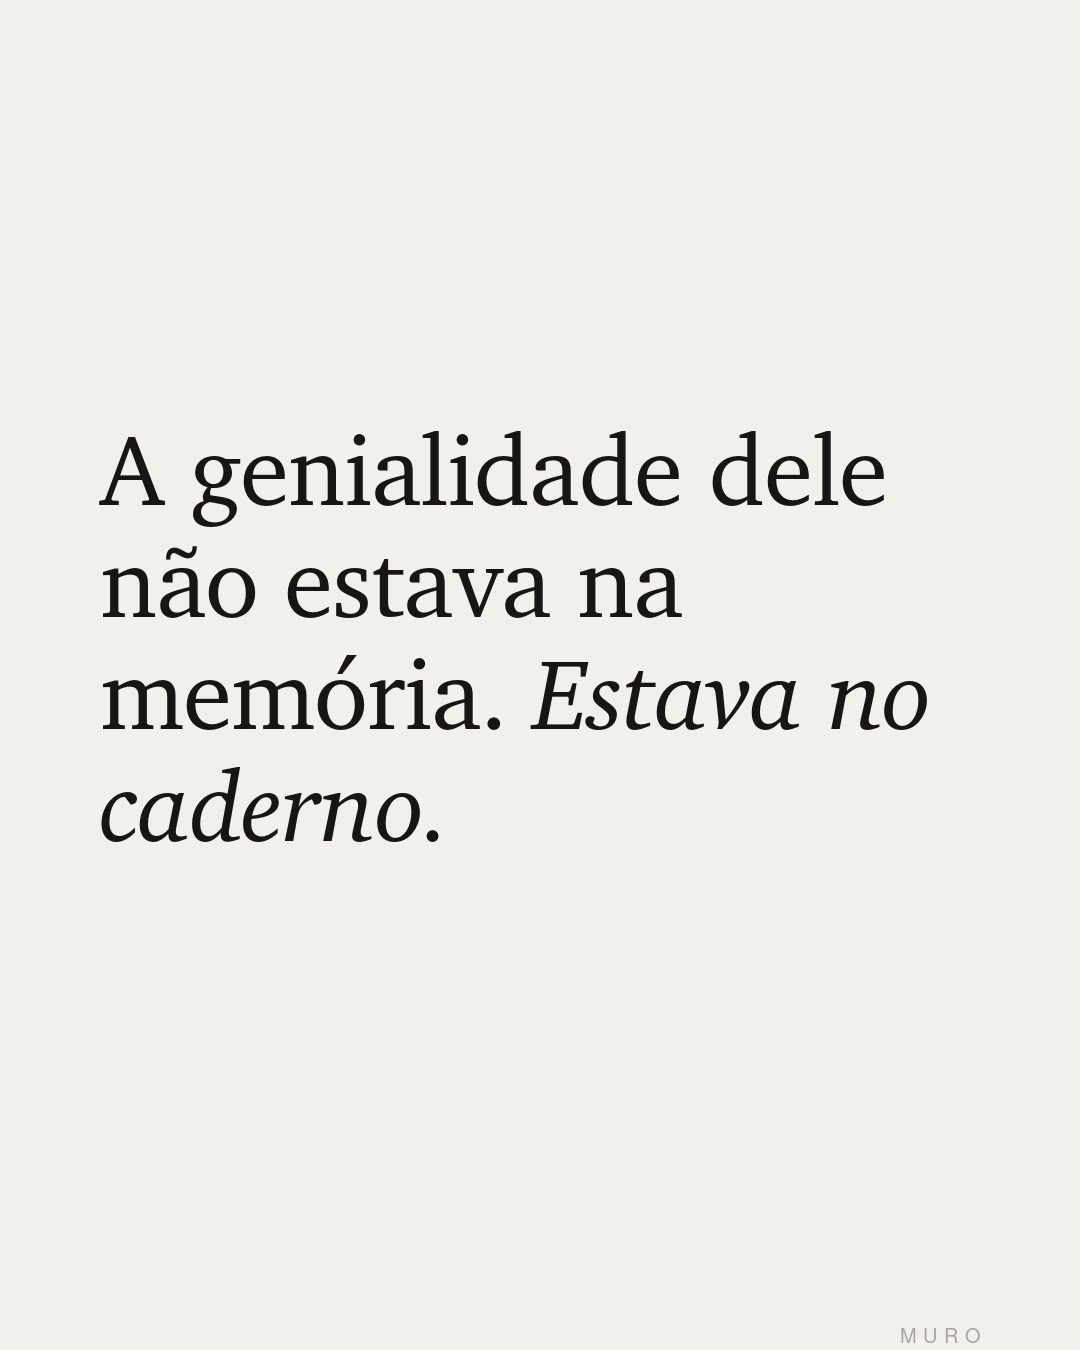 A genialidade dele
não estava na
memória. Estava no
caderno.
MURO